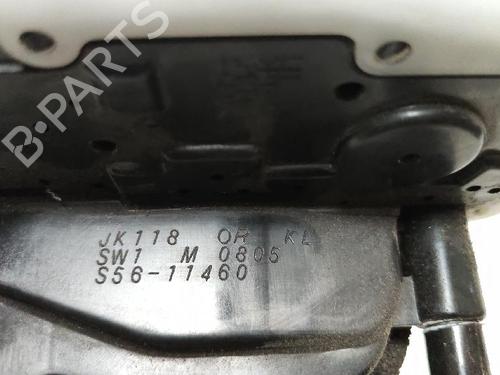 B-PARTS
JK118 OR KL
SW1 M 0805
S56-11460